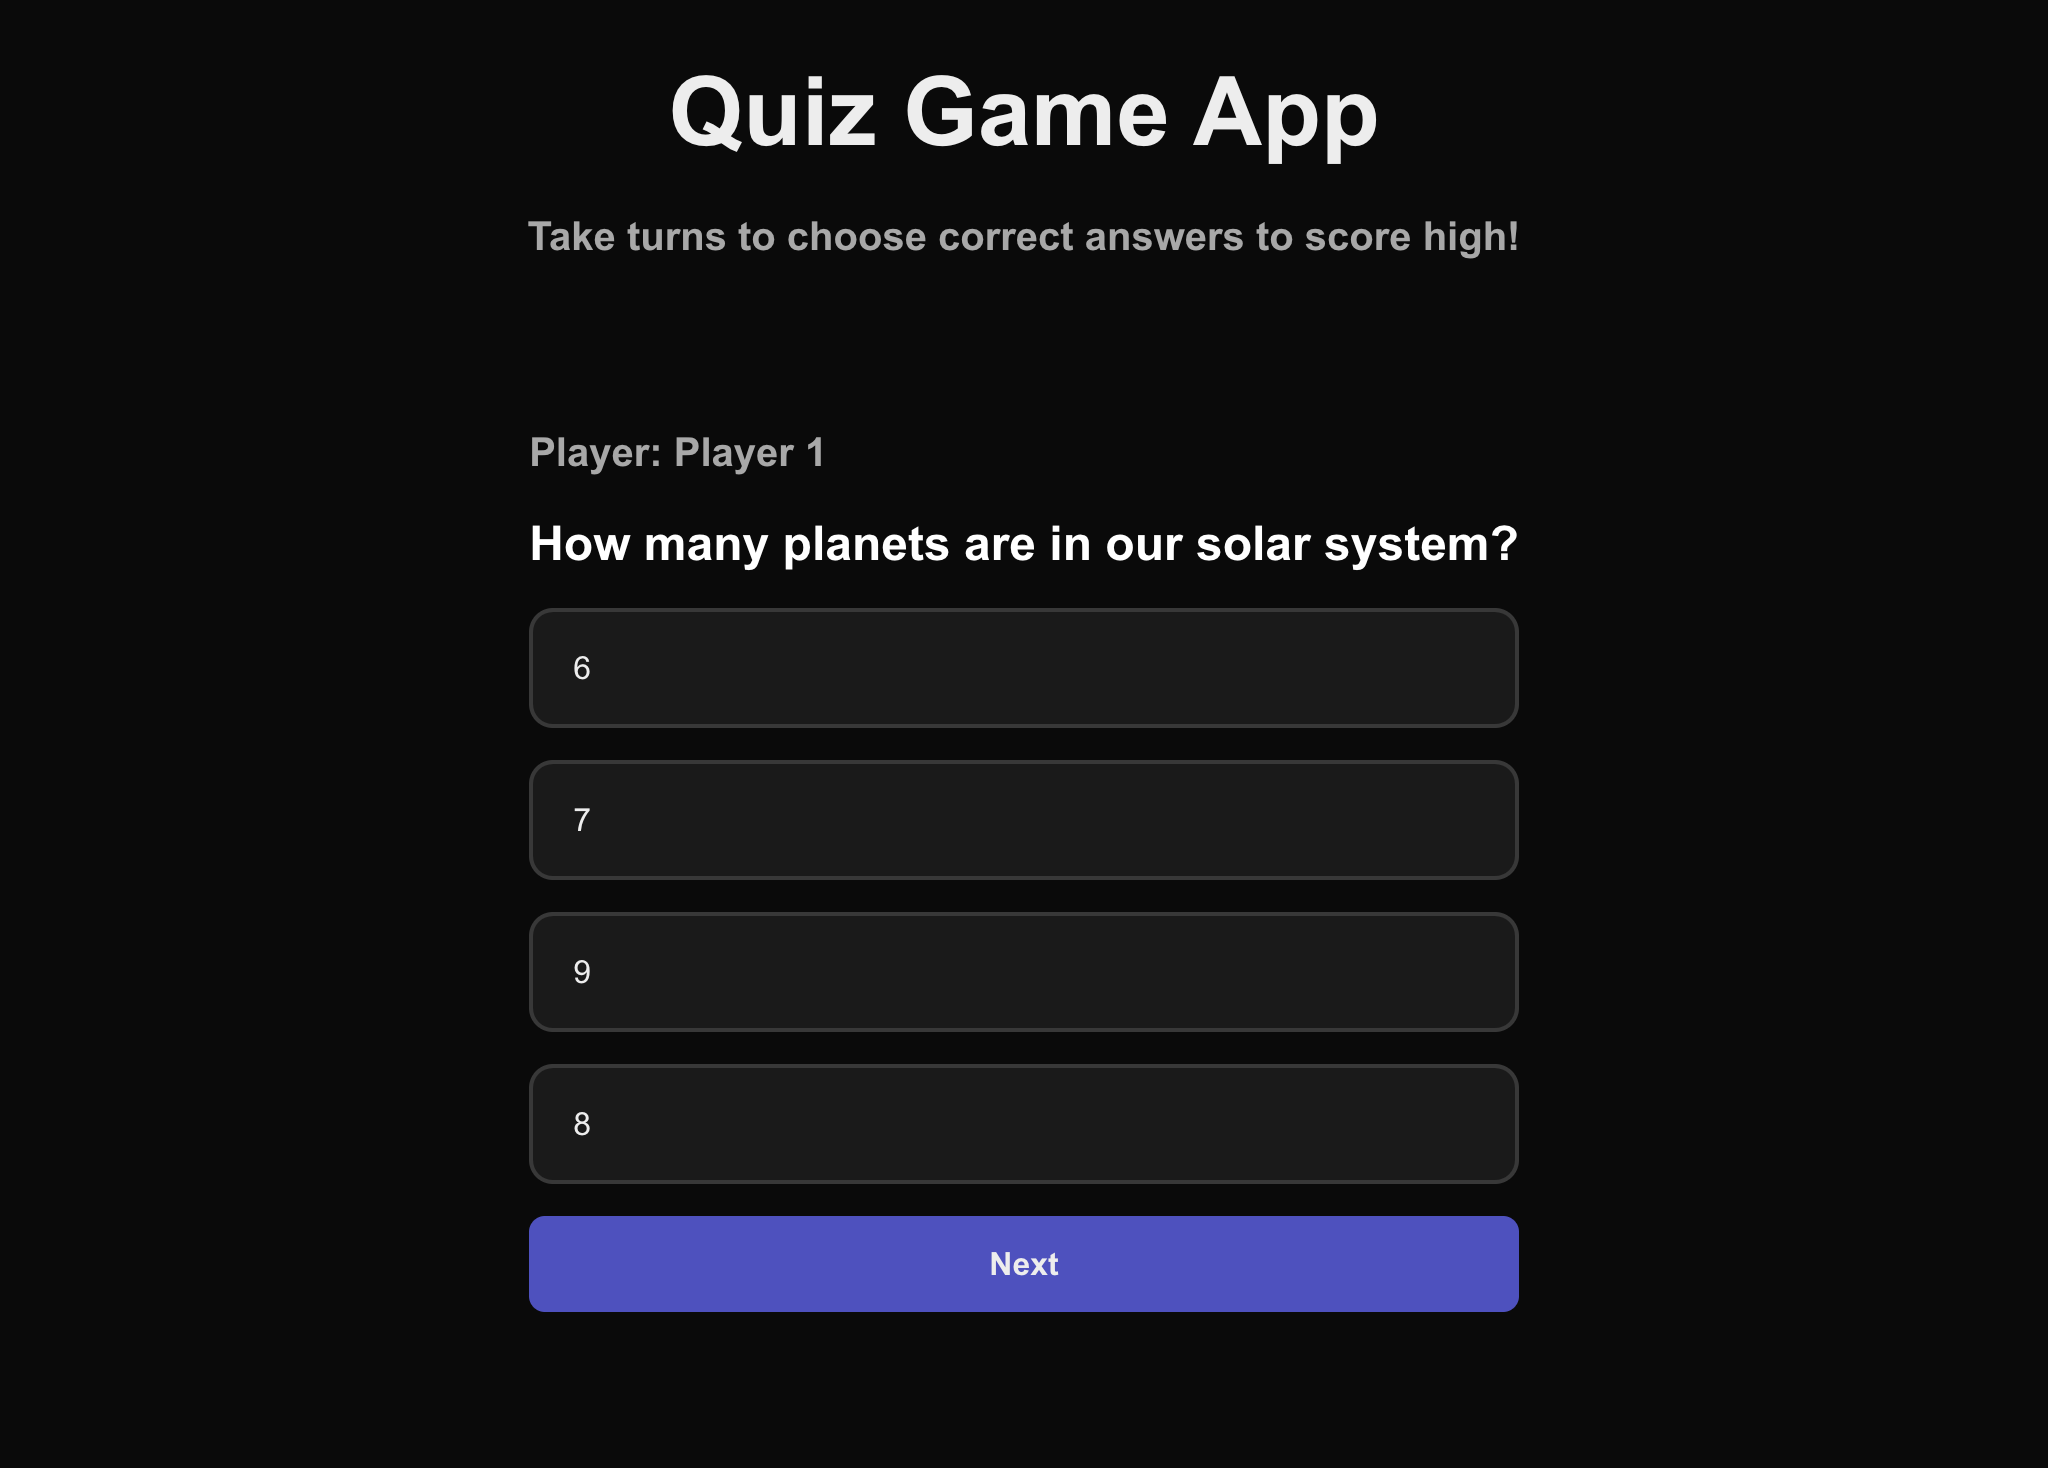 Quiz Game App
Take turns to choose correct answers to score high!
Player: Player 1
How many planets are in our solar system?
6
7
9
8
Next